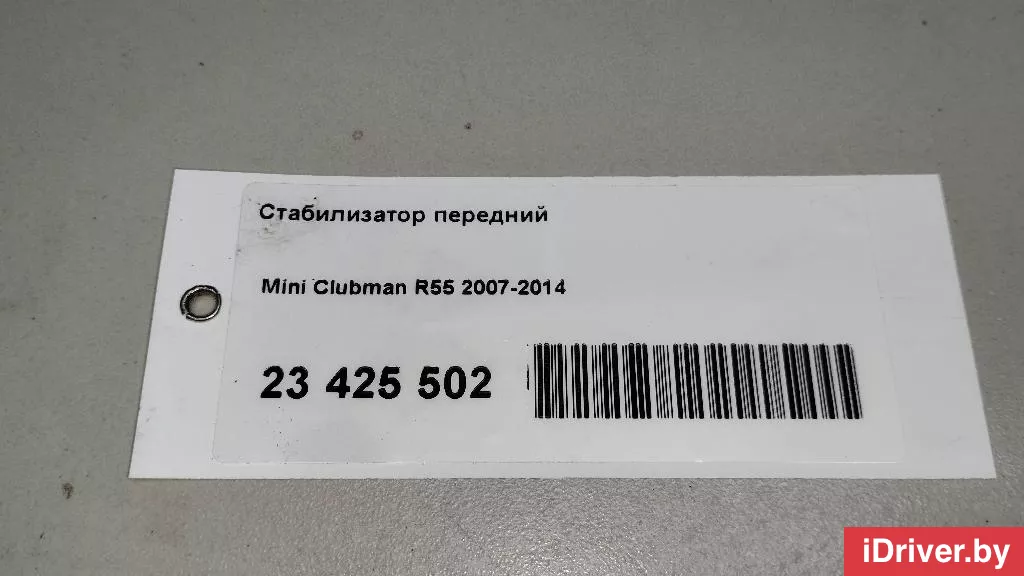 Стабилизатор передний
Mini Clubman R55 2007-2014
23 425 502
iDriver.by